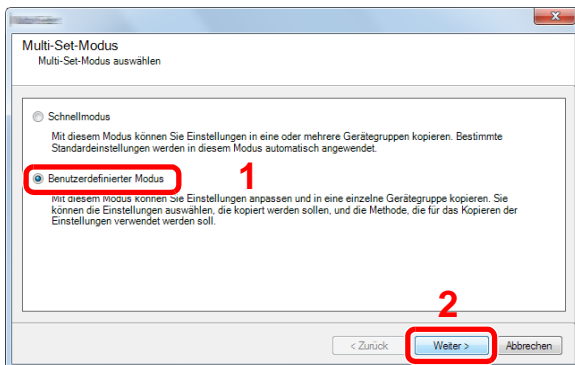 Multi-Set-Modus
Multi-Set-Modus auswählen
Schnellmodus
Mit diesem Modus können Sie Einstellungen in eine oder mehrere Gerätegruppen kopieren. Bestimmte
Standardeinstellungen werden in diesem Modus automatisch angewendet.
1
Benutzerdefinierter Modus
Mit diesem Modus können Sie Einstellungen anpassen und in eine einzelne Gerätegruppe kopieren. Sie
können die Einstellungen auswählen, die kopiert werden sollen, und die Methode, die für das Kopieren der
Einstellungen verwendet werden soll.
2
< Zurück Weiter > Abbrechen